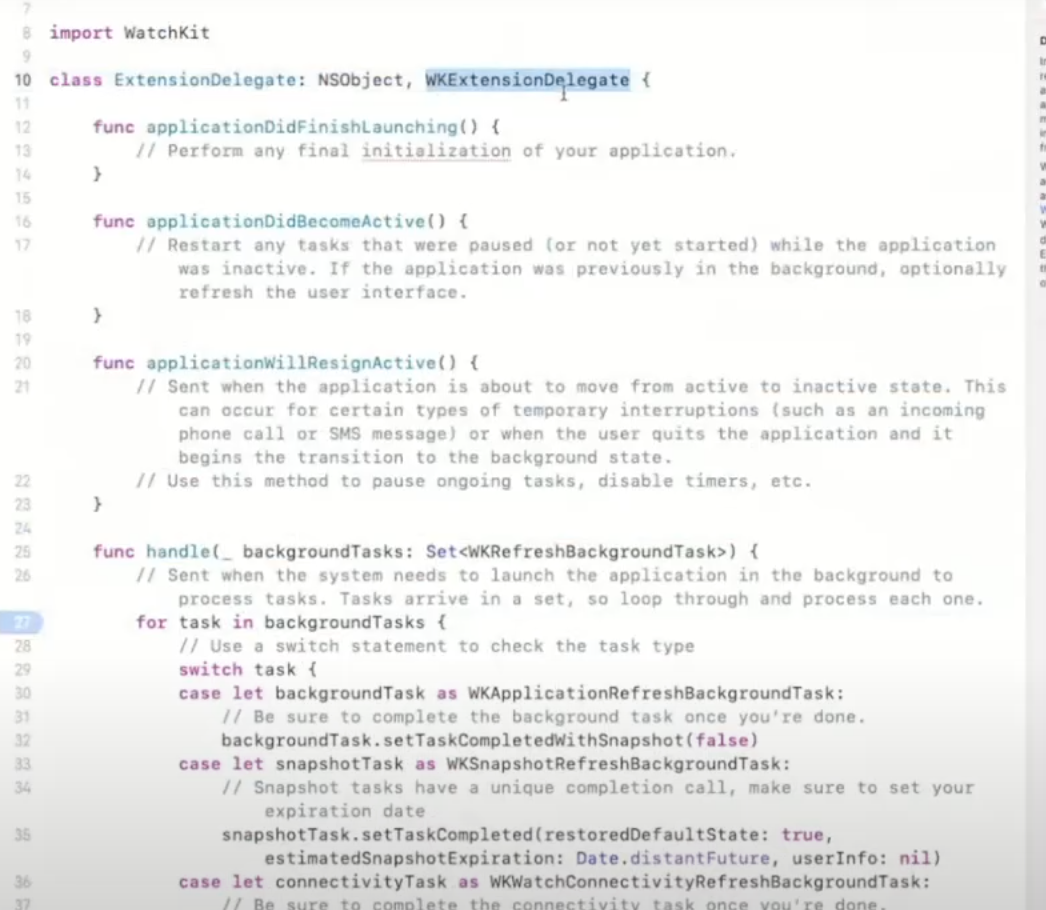 7
8 import WatchKit
9
10 class ExtensionDelegate: NSObject, WKExtensionDelegate {
11
12 func applicationDidFinishLaunching() {
13 // Perform any final initialization of your application.
14 }
15
16 func applicationDidBecomeActive() {
17 // Restart any tasks that were paused (or not yet started) while the application
was inactive. If the application was previously in the background, optionally
refresh the user interface.
18 }
19
20 func applicationWillResignActive() {
21 // Sent when the application is about to move from active to inactive state. This
can occur for certain types of temporary interruptions (such as an incoming
phone call or SMS message) or when the user quits the application and it
begins the transition to the background state.
22 // Use this method to pause ongoing tasks, disable timers, etc.
23 }
24
25 func handle(_ backgroundTasks: Set<WKRefreshBackgroundTask>) {
26 // Sent when the system needs to launch the application in the background to
process tasks. Tasks arrive in a set, so loop through and process each one.
27 for task in backgroundTasks {
28 // Use a switch statement to check the task type
29 switch task {
30 case let backgroundTask as WKApplicationRefreshBackgroundTask:
31 // Be sure to complete the background task once you're done.
32 backgroundTask.setTaskCompletedWithSnapshot(false)
33 case let snapshotTask as WKSnapshotRefreshBackgroundTask:
34 // Snapshot tasks have a unique completion call, make sure to set your
expiration date
35 snapshotTask.setTaskCompleted(restoredDefaultState: true,
estimatedSnapshotExpiration: Date.distantFuture, userInfo: nil)
36 case let connectivityTask as WKWatchConnectivityRefreshBackgroundTask:
37 // Be sure to complete the connectivity task once you're done.